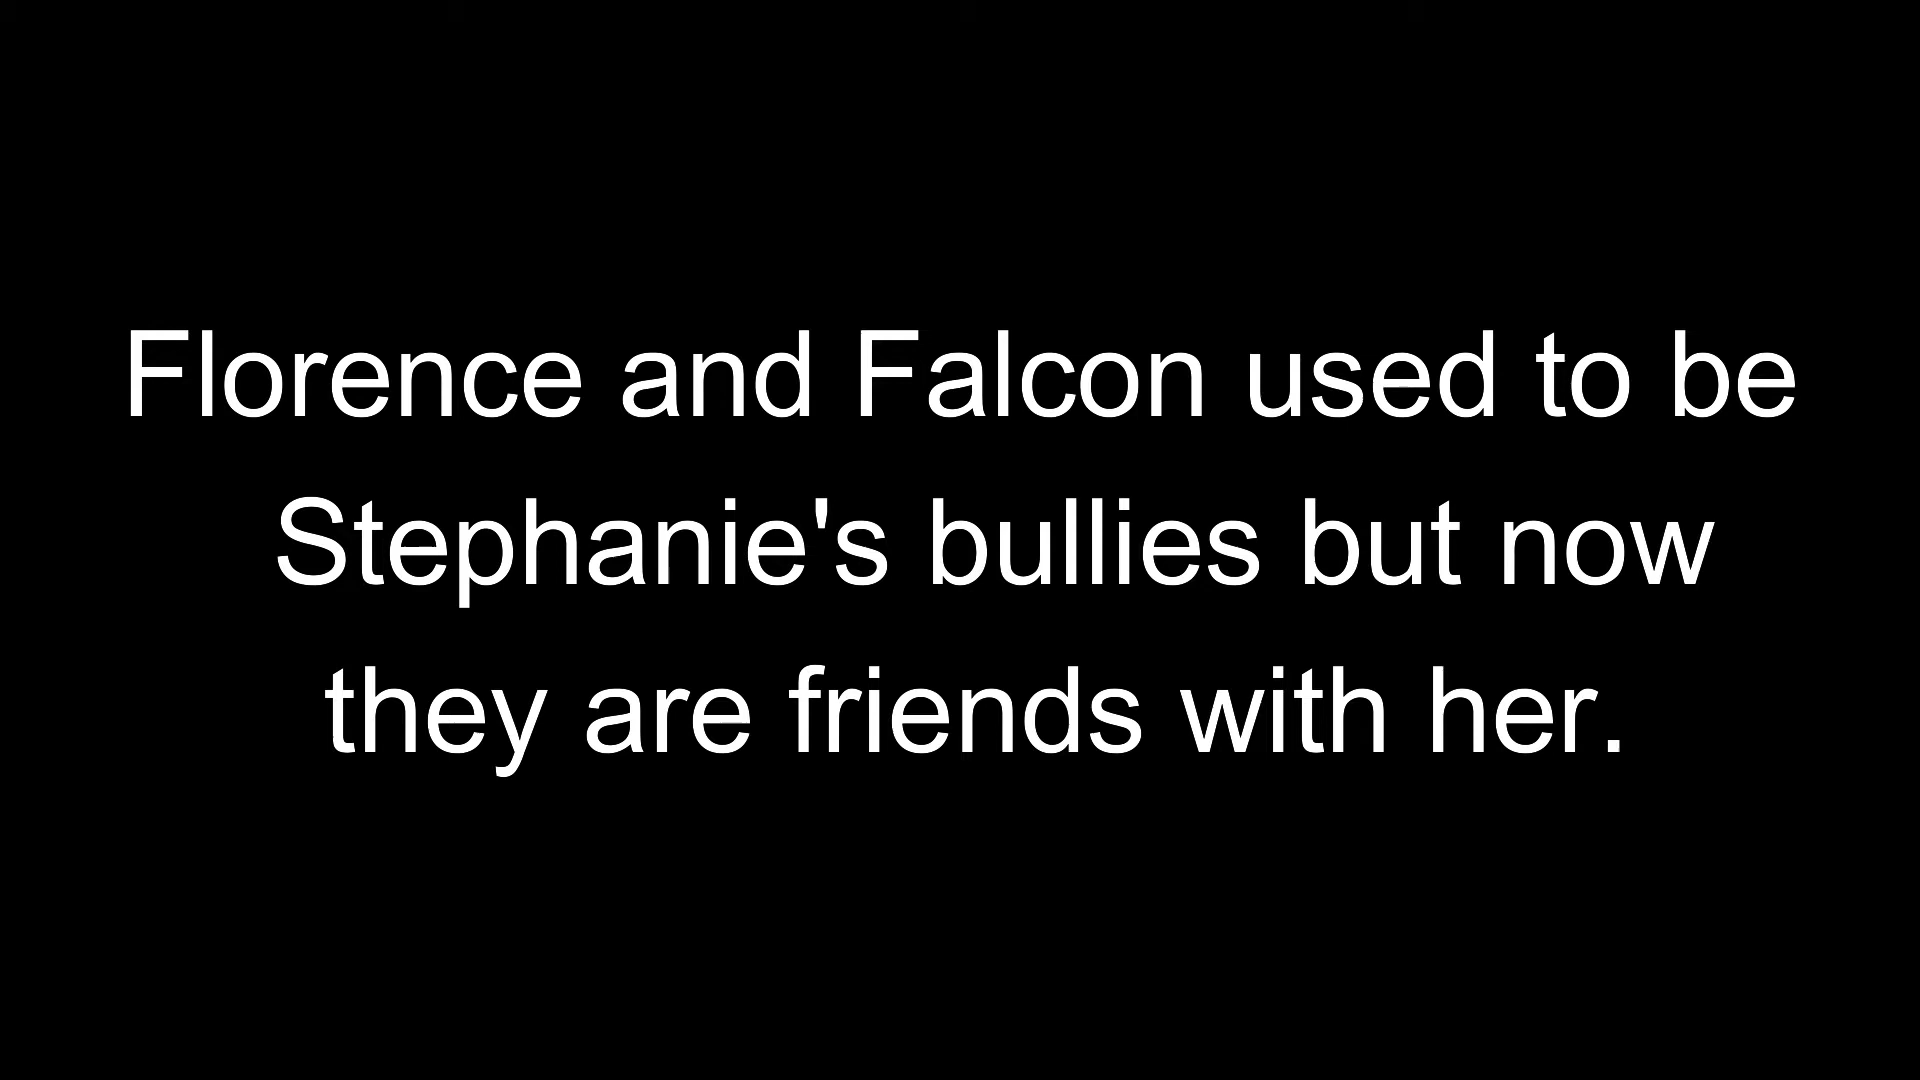 Florence and Falcon used to be
Stephanie's bullies but now
they are friends with her.